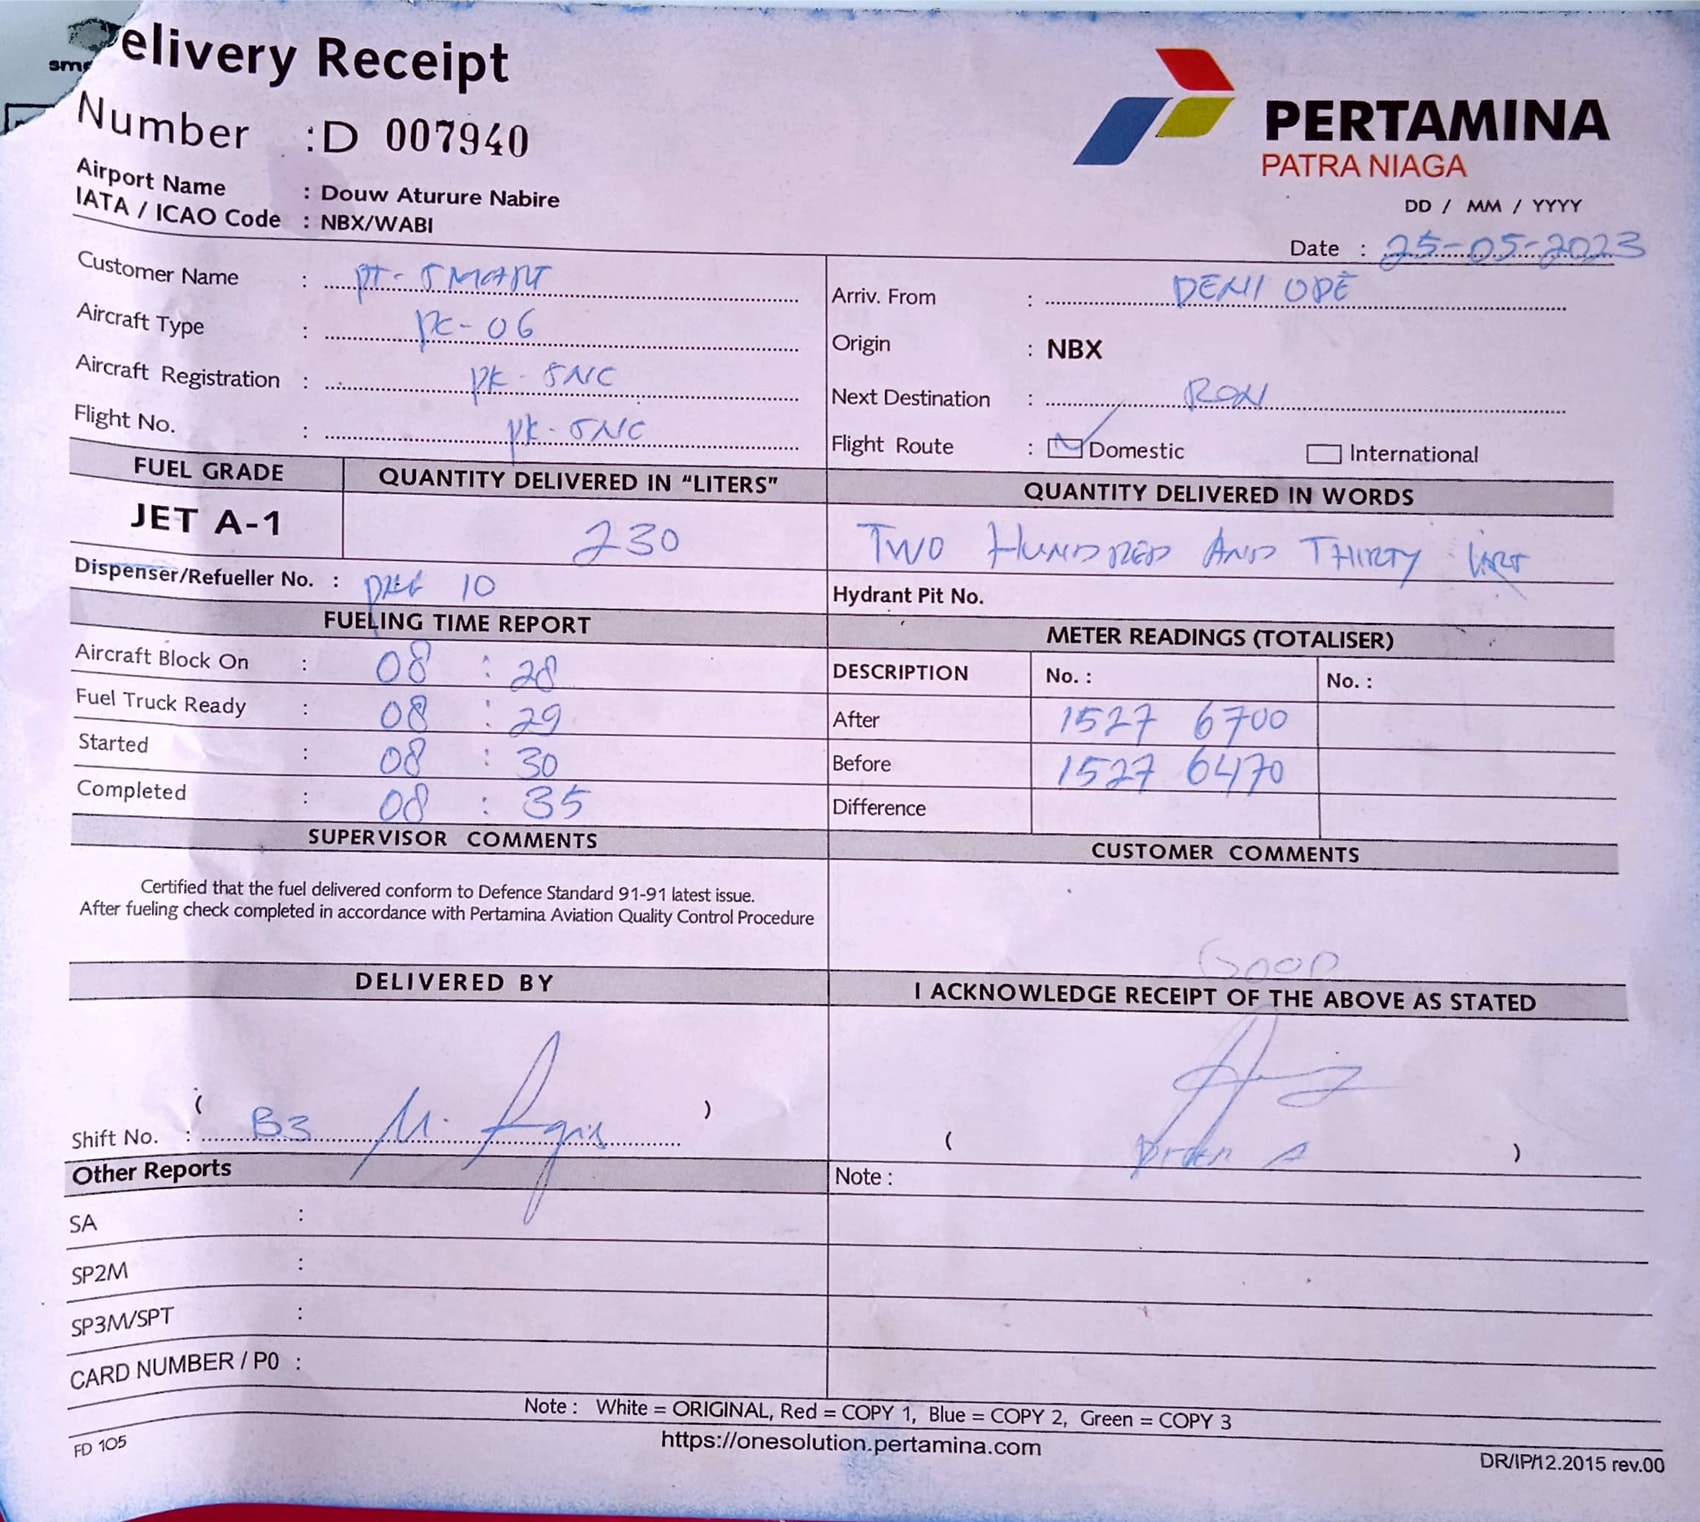 elivery Receipt
Number : D 007940
PERTAMINA
PATRA NIAGA
Airport Name : Douw Aturure Nabire
IATA / ICAO Code : NBX/WABI
DD / MM / YYYY
Date : 25-05-2023
Customer Name : PT- SMART
Arriv. From : DENI ODE
Aircraft Type : PC-06
Origin : NBX
Aircraft Registration : PK-SNC
Next Destination : RON
Flight No. : PK-SNC
Flight Route : Domestic International
FUEL GRADE QUANTITY DELIVERED IN “LITERS” QUANTITY DELIVERED IN WORDS
JET A-1 230 TWO HUNDRED AND THIRTY
Dispenser/Refueller No. : 10
Hydrant Pit No.
FUELING TIME REPORT METER READINGS (TOTALISER)
Aircraft Block On : 08 : 28
DESCRIPTION No. : No. :
Fuel Truck Ready : 08 : 29
After 1527 6700
Started : 08 : 30
Before 1527 6470
Completed : 08 : 35
Difference
SUPERVISOR COMMENTS CUSTOMER COMMENTS
Certified that the fuel delivered conform to Defence Standard 91-91 latest issue.
After fueling check completed in accordance with Pertamina Aviation Quality Control Procedure
GOOD
DELIVERED BY I ACKNOWLEDGE RECEIPT OF THE ABOVE AS STATED
( )
Shift No. : B3 M. Agus
( )
Other Reports Note :
SA :
SP2M :
SP3M/SPT :
CARD NUMBER / P0 :
Note : White = ORIGINAL, Red = COPY 1, Blue = COPY 2, Green = COPY 3
FD 105 https://onesolution.pertamina.com DR/IP/12.2015 rev.00